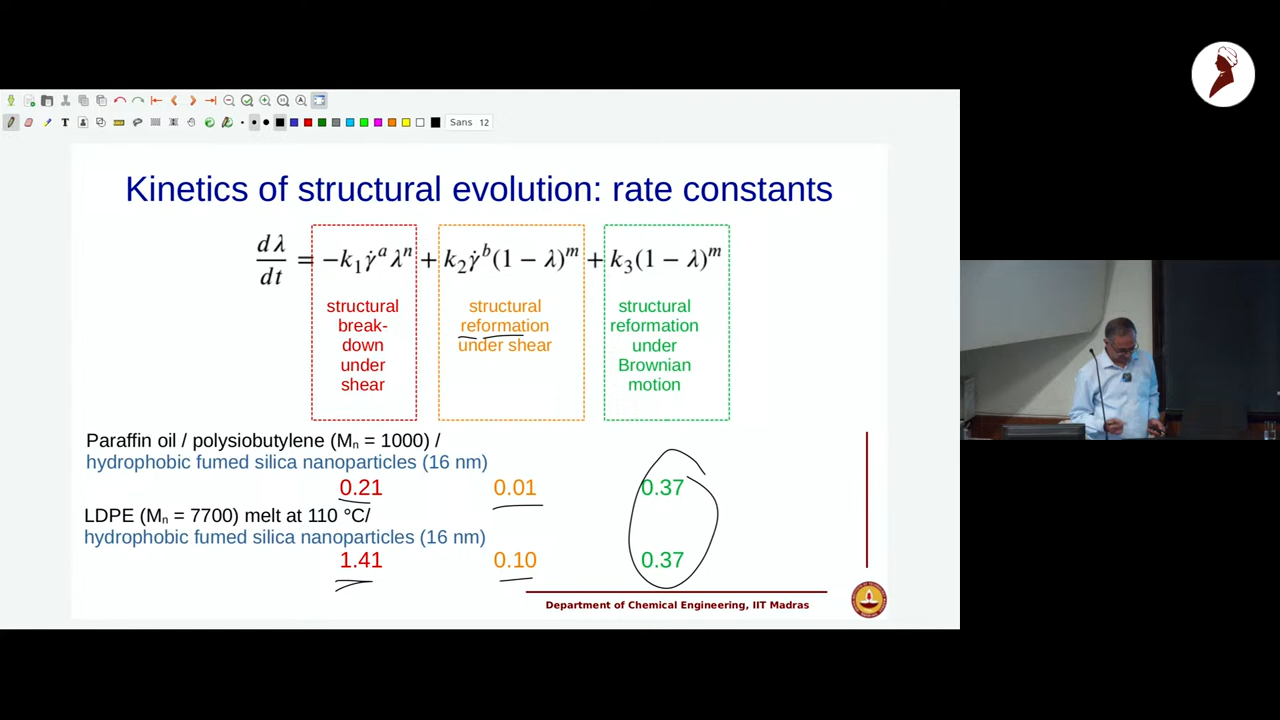 Sans 12
Kinetics of structural evolution: rate constants
dλ/dt = −k₁γ̇ᵃλⁿ + k₂γ̇ᵇ(1 − λ)ᵐ + k₃(1 − λ)ᵐ
structural
break-
down
under
shear
structural
reformation
under shear
structural
reformation
under
Brownian
motion
Paraffin oil / polysiobutylene (Mₙ = 1000) /
hydrophobic fumed silica nanoparticles (16 nm)
0.21 0.01 0.37
LDPE (Mₙ = 7700) melt at 110 °C/
hydrophobic fumed silica nanoparticles (16 nm)
1.41 0.10 0.37
Department of Chemical Engineering, IIT Madras